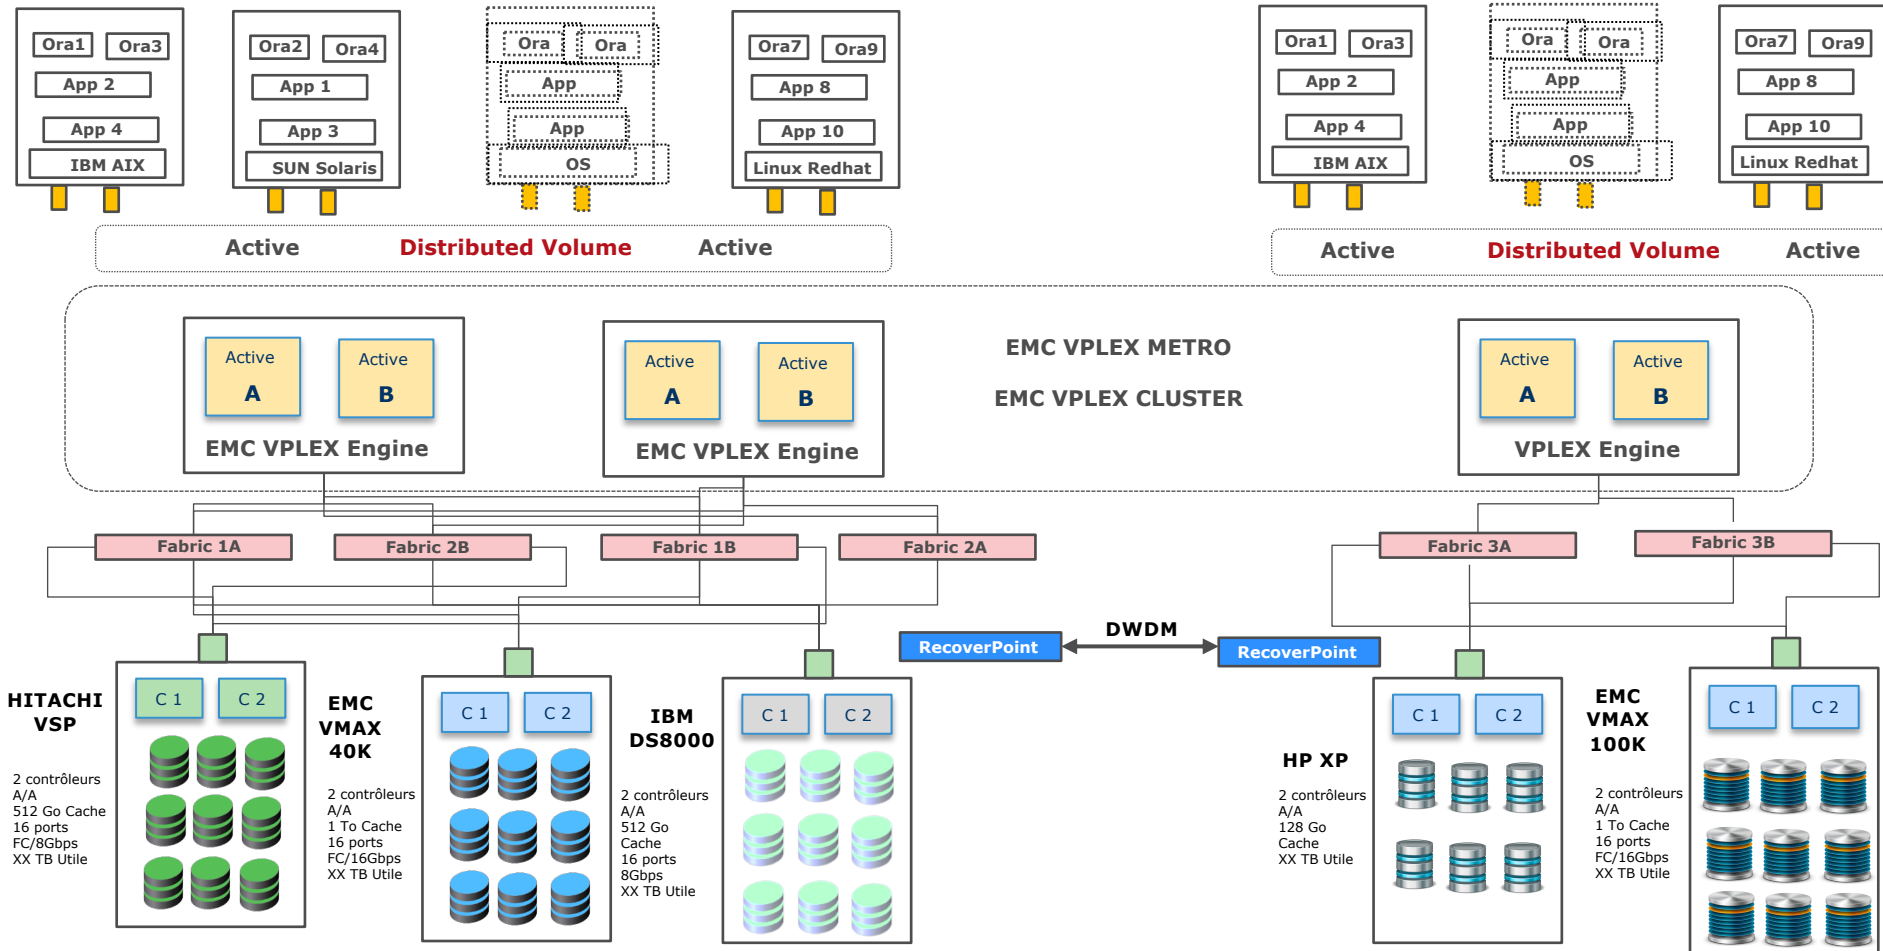 Ora1
Ora3
App 2
App 4
IBM AIX
Ora2
Ora4
App 1
App 3
SUN Solaris
Ora
Ora
App
App
OS
Ora7
Ora9
App 8
App 10
Linux Redhat
Ora1
Ora3
App 2
App 4
IBM AIX
Ora
Ora
App
App
OS
Ora7
Ora9
App 8
App 10
Linux Redhat
Active
Distributed Volume
Active
Active
Distributed Volume
Active
Active
A
Active
B
EMC VPLEX Engine
Active
A
Active
B
EMC VPLEX Engine
EMC VPLEX METRO
EMC VPLEX CLUSTER
Active
A
Active
B
VPLEX Engine
Fabric 1A
Fabric 2B
Fabric 1B
Fabric 2A
Fabric 3A
Fabric 3B
RecoverPoint
DWDM
RecoverPoint
HITACHI
VSP
2 contrôleurs
A/A
512 Go Cache
16 ports
FC/8Gbps
XX TB Utile
C 1
C 2
EMC
VMAX
40K
2 contrôleurs
A/A
1 To Cache
16 ports
FC/16Gbps
XX TB Utile
C 1
C 2
IBM
DS8000
2 contrôleurs
A/A
512 Go
Cache
16 ports
8Gbps
XX TB Utile
C 1
C 2
HP XP
2 contrôleurs
A/A
128 Go
Cache
XX TB Utile
C 1
C 2
EMC
VMAX
100K
2 contrôleurs
A/A
1 To Cache
16 ports
FC/16Gbps
XX TB Utile
C 1
C 2